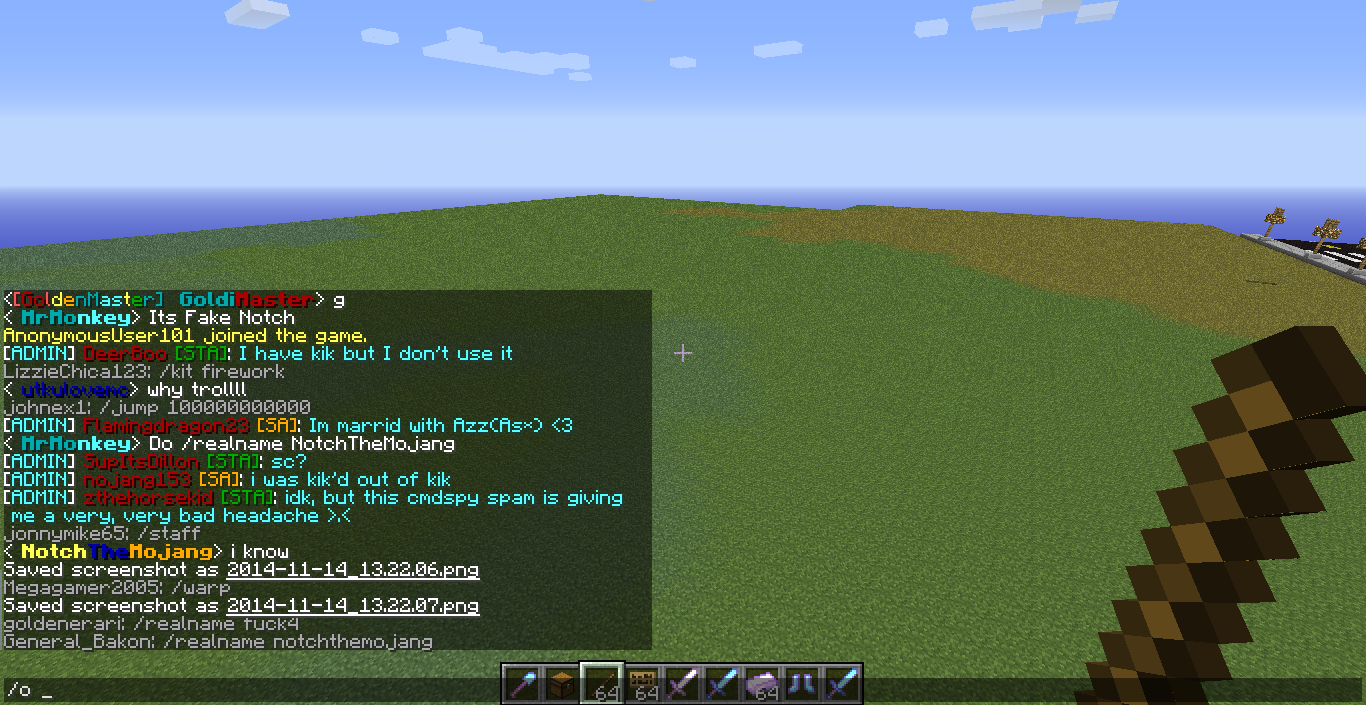 <[GoldenMaster] GoldiMaster> g
< MrMonkey> Its Fake Notch
AnonymousUser101 joined the game.
[ADMIN] DeerBoo [STA]: I have kik but I don't use it
LizzieChica123: /kit firework
< utkulovemc> why trollll
johnex1: /jump 100000000000
[ADMIN] Flamingdragon23 [SA]: Im marrid with Azz(As*) <3
< MrMonkey> Do /realname NotchTheMojang
[ADMIN] SupItsDillon [STA]: sc?
[ADMIN] nojang153 [SA]: i was kik'd out of kik
[ADMIN] zthehorsekid [STA]: idk, but this cmdspy spam is giving
me a very, very bad headache >.<
jonnymike65: /staff
< NotchTheMojang> i know
Saved screenshot as 2014-11-14_13.22.06.png
Megagamer2005: /warp
Saved screenshot as 2014-11-14_13.22.07.png
goldenerari: /realname fuck4
General_Bakon: /realname notchthemojang
64 64 64
/o _